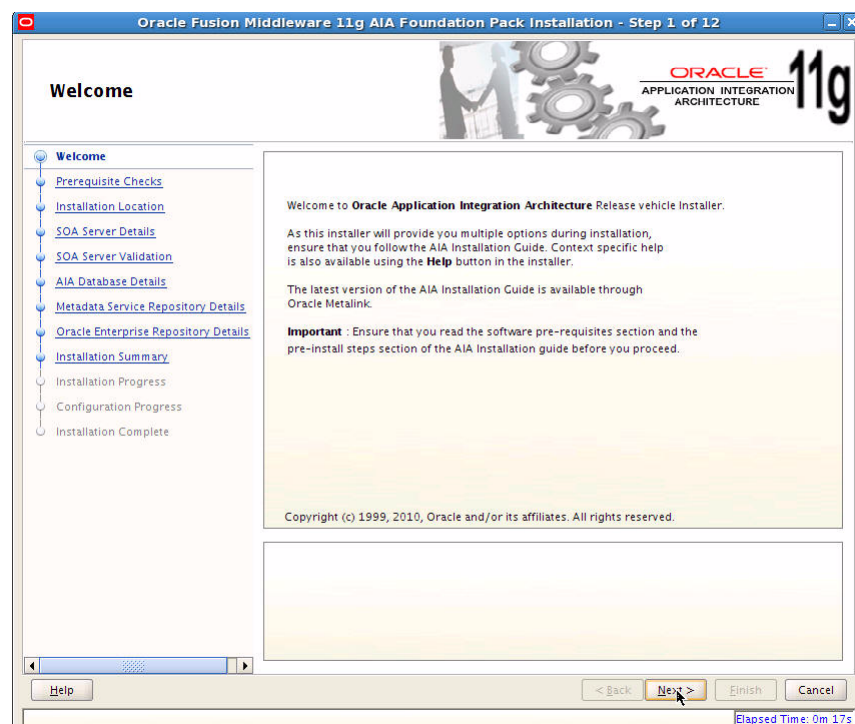 Oracle Fusion Middleware 11g AIA Foundation Pack Installation - Step 1 of 12
Welcome
ORACLE
APPLICATION INTEGRATION
ARCHITECTURE
11g
Welcome
Prerequisite Checks
Installation Location
SOA Server Details
SOA Server Validation
AIA Database Details
Metadata Service Repository Details
Oracle Enterprise Repository Details
Installation Summary
Installation Progress
Configuration Progress
Installation Complete
Welcome to Oracle Application Integration Architecture Release vehicle Installer.
As this installer will provide you multiple options during installation,
ensure that you follow the AIA Installation Guide. Context specific help
is also available using the Help button in the installer.
The latest version of the AIA Installation Guide is available through
Oracle Metalink.
Important : Ensure that you read the software pre-requisites section and the
pre-install steps section of the AIA Installation guide before you proceed.
Copyright (c) 1999, 2010, Oracle and/or its affiliates. All rights reserved.
Help
< Back
Next >
Finish
Cancel
Elapsed Time: 0m 17s